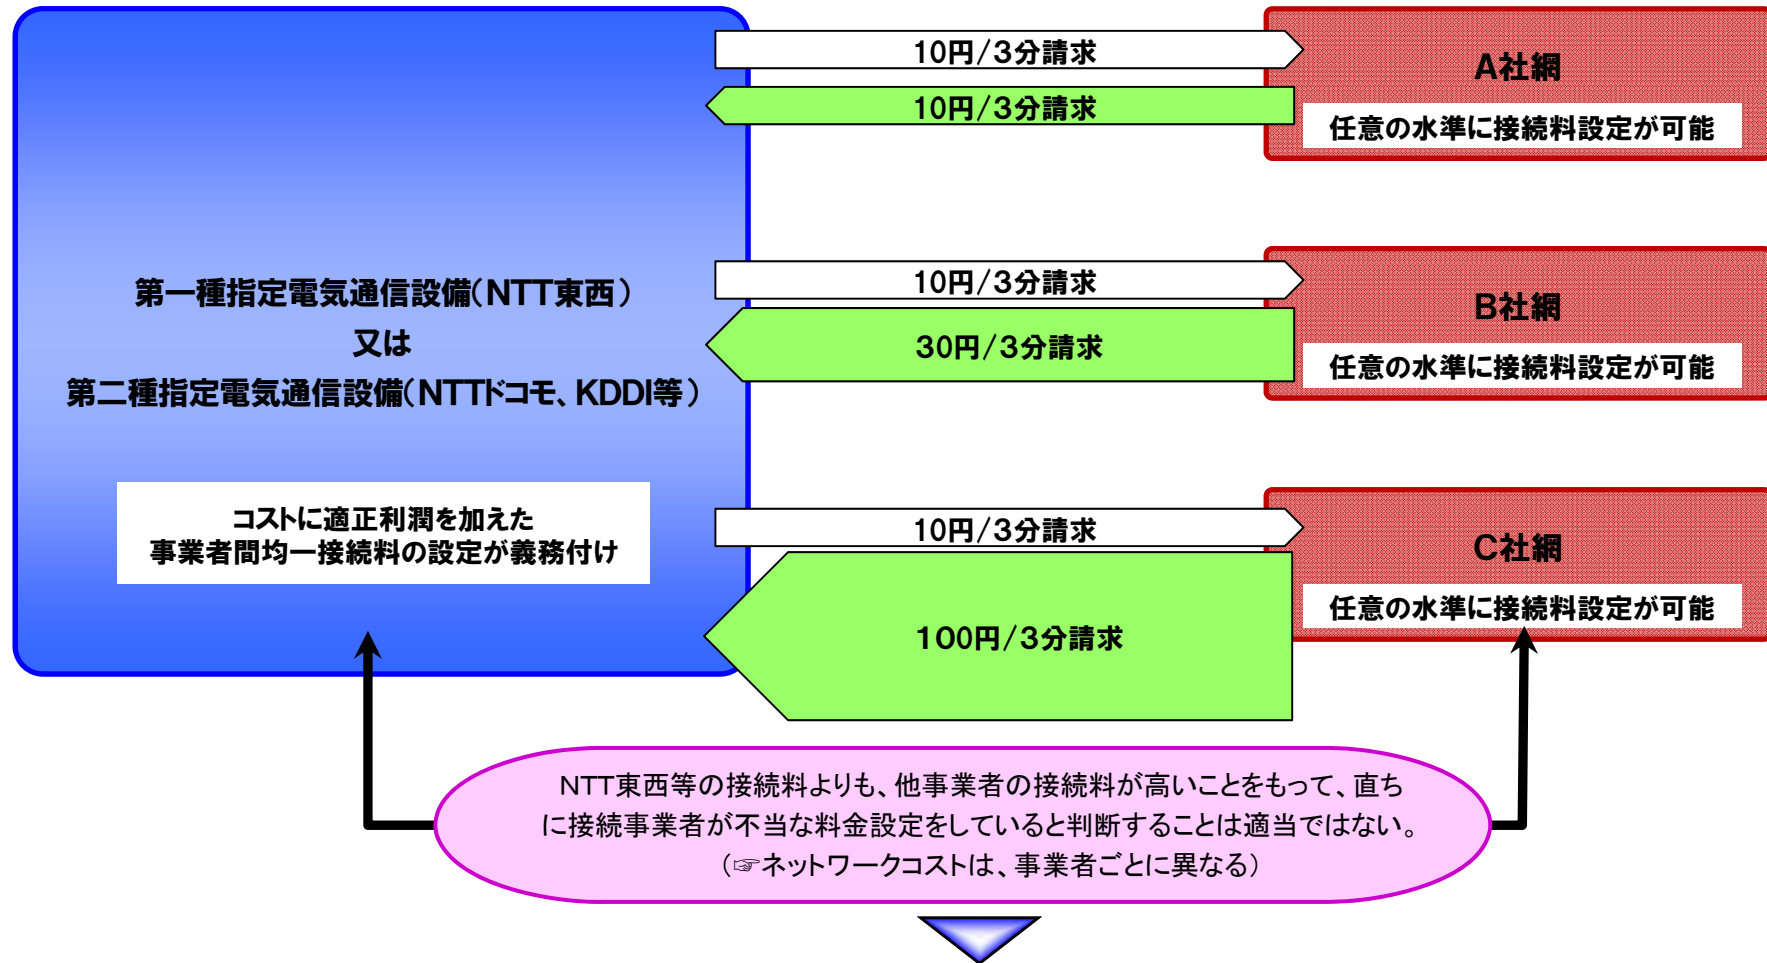 10円/3分請求
A社網
10円/3分請求
任意の水準に接続料設定が可能
第一種指定電気通信設備(NTT東西)
又は
第二種指定電気通信設備(NTTドコモ、KDDI等)
10円/3分請求
B社網
30円/3分請求
任意の水準に接続料設定が可能
コストに適正利潤を加えた
事業者間均一接続料の設定が義務付け
10円/3分請求
C社網
100円/3分請求
任意の水準に接続料設定が可能
NTT東西等の接続料よりも、他事業者の接続料が高いことをもって、直ち
に接続事業者が不当な料金設定をしていると判断することは適当ではない。
(☞ネットワークコストは、事業者ごとに異なる)